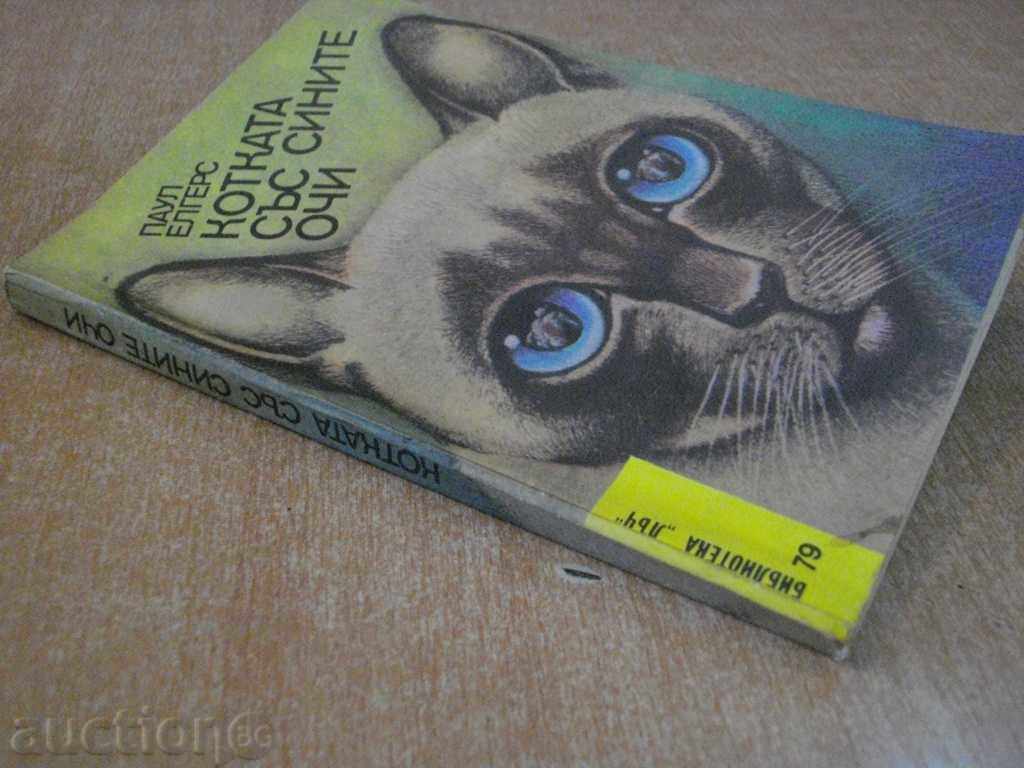 ПАУЛ
ЕЛГЕРС
КОТКАТА
СЪС СИНИТЕ
ОЧИ
КОТКАТА СЪС СИНИТЕ ОЧИ
БИБЛИОТЕКА „ЛЪЧ“
79
auction.BG